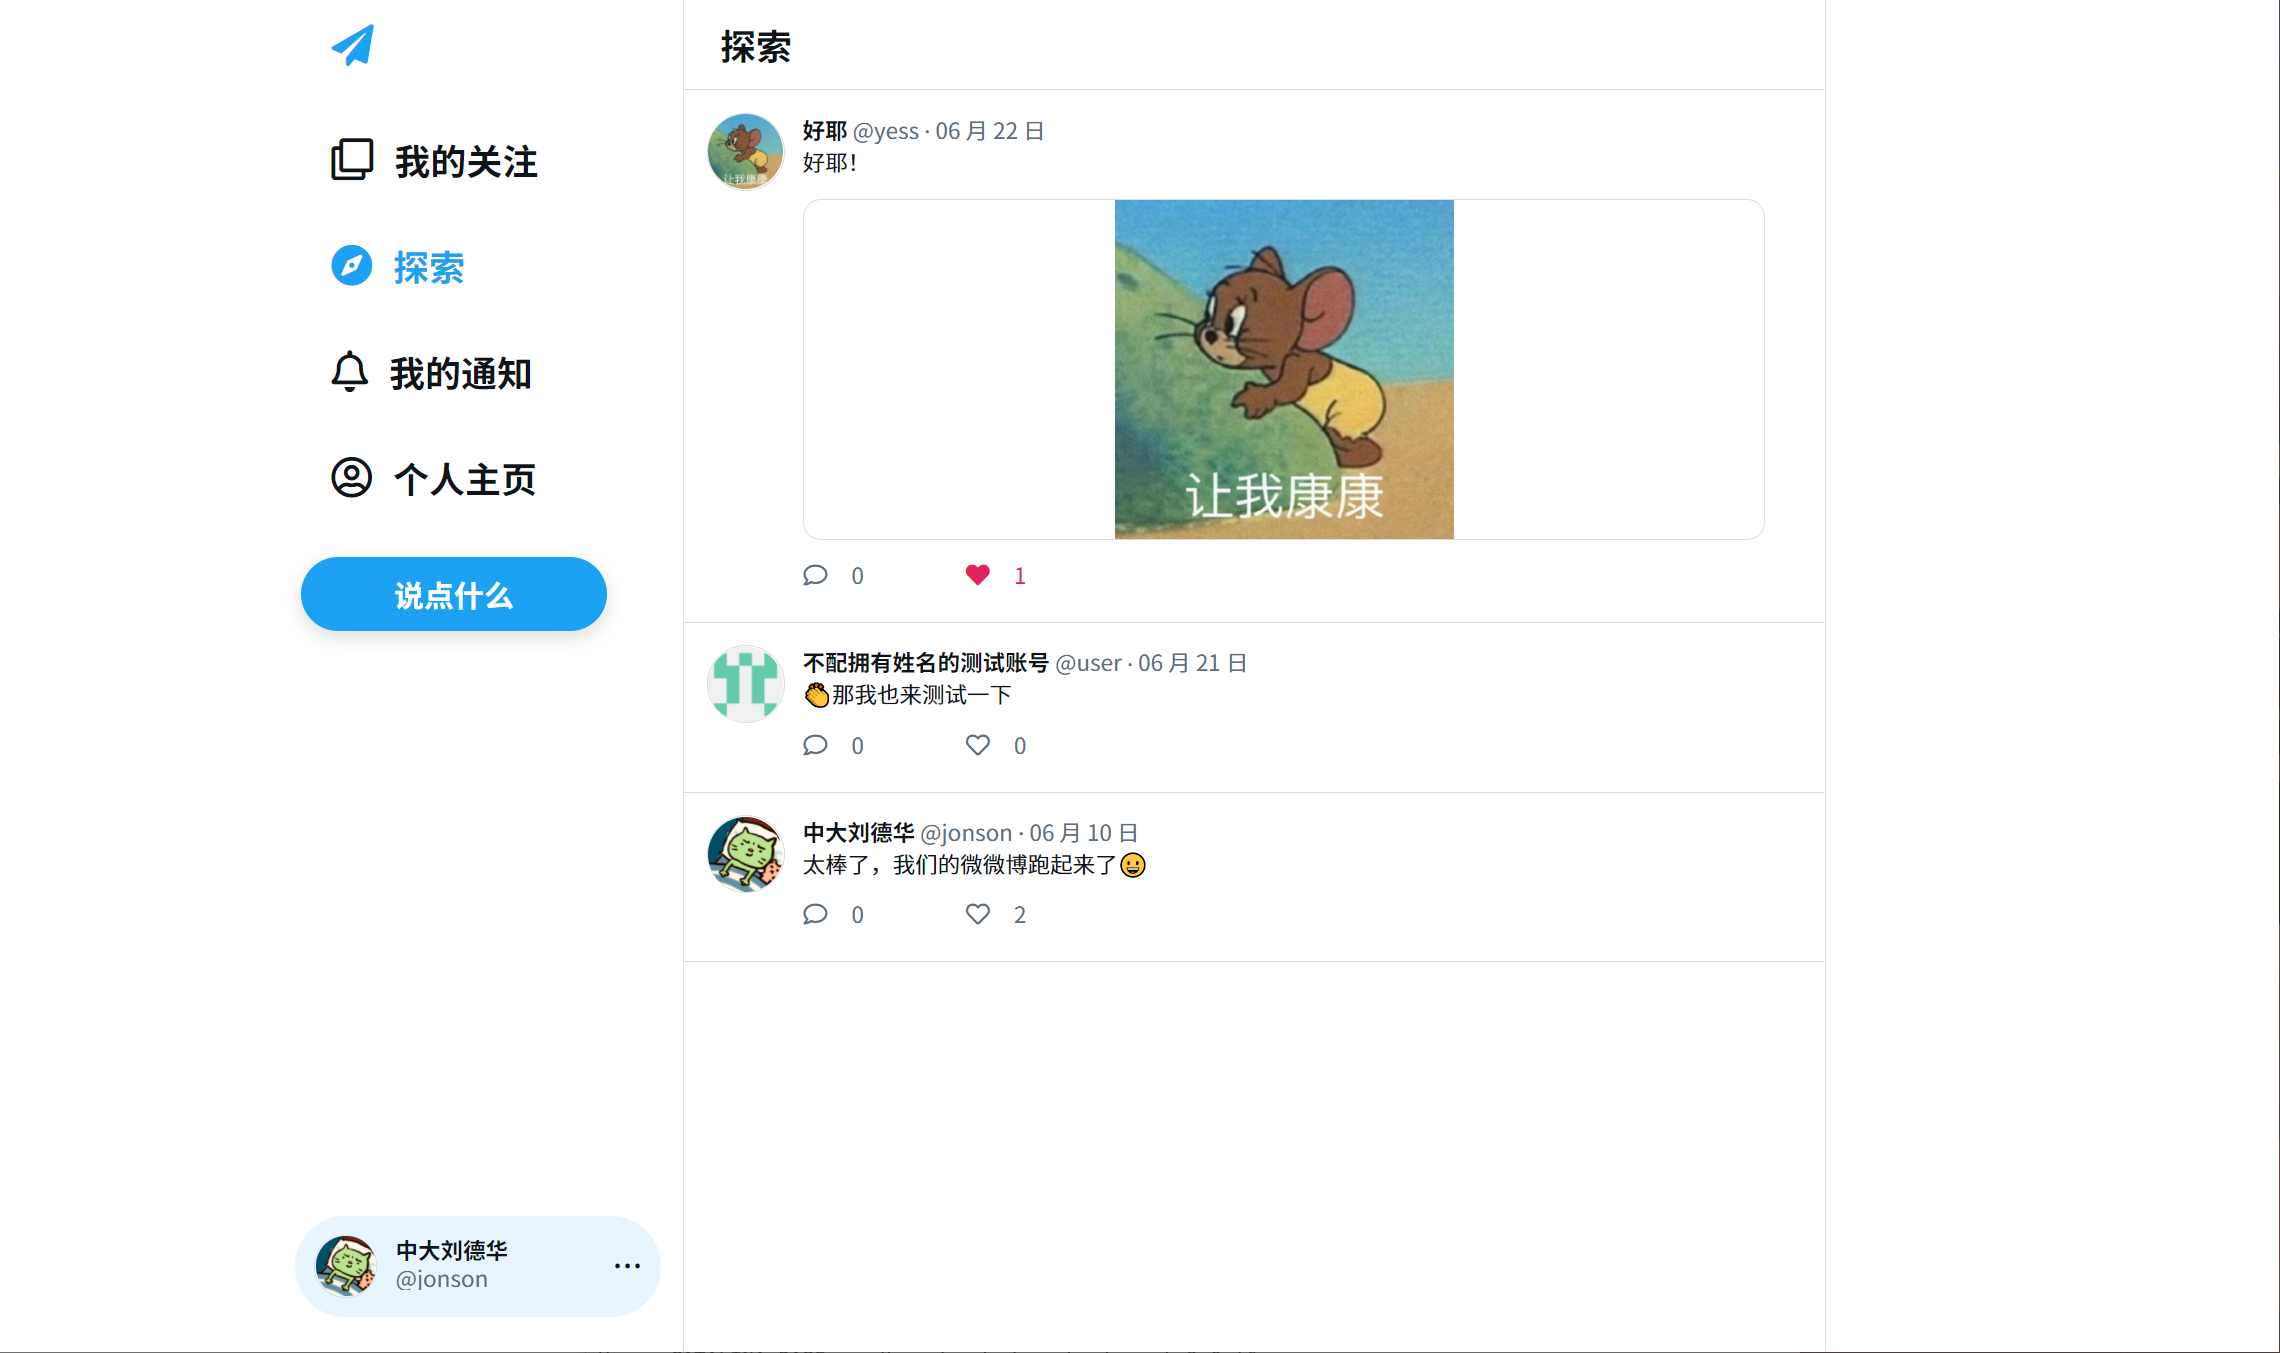 探索
我的关注
探索
我的通知
个人主页
说点什么
中大刘德华
@jonson
好耶 @yess · 06 月 22 日
好耶！
让我康康
让我康康
0 1
不配拥有姓名的测试账号 @user · 06 月 21 日
👏那我也来测试一下
0 0
中大刘德华 @jonson · 06 月 10 日
太棒了，我们的微微博跑起来了😀
0 2